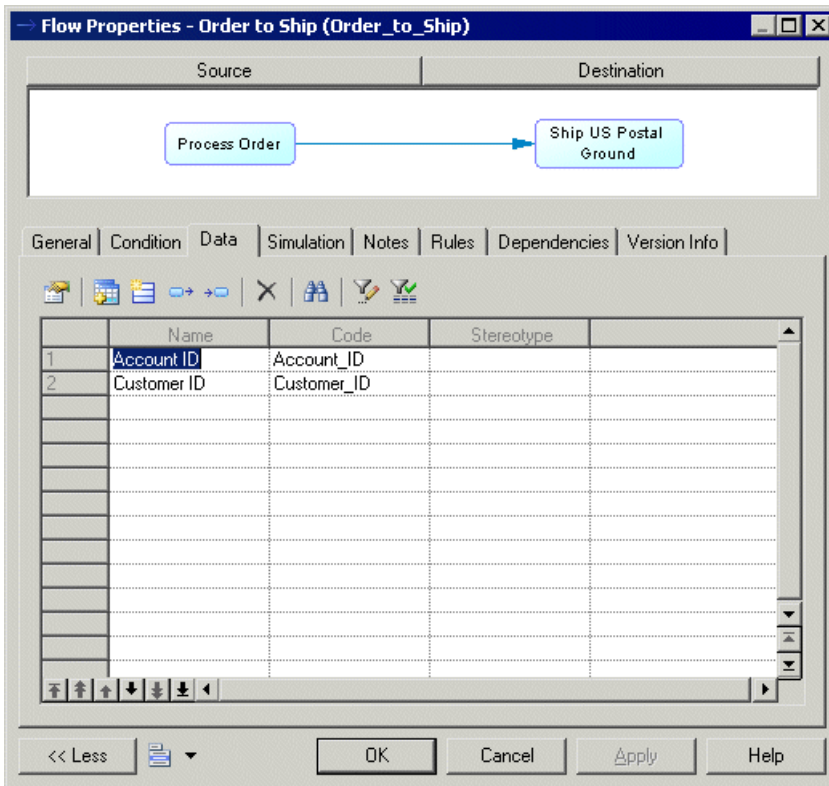 Flow Properties - Order to Ship (Order_to_Ship)
Source Destination
Process Order
Ship US Postal
Ground
General Condition Data Simulation Notes Rules Dependencies Version Info
Name Code Stereotype
1 Account ID Account_ID
2 Customer ID Customer_ID
<< Less OK Cancel Apply Help